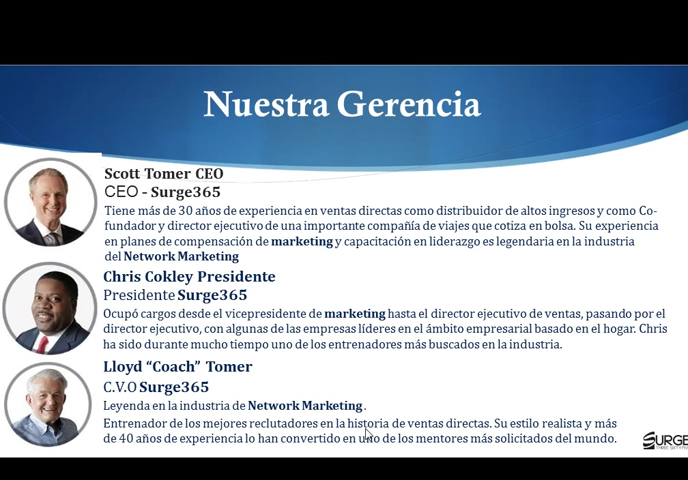 Nuestra Gerencia
Scott Tomer CEO
CEO - Surge365
Tiene más de 30 años de experiencia en ventas directas como distribuidor de altos ingresos y como Co-
fundador y director ejecutivo de una importante compañía de viajes que cotiza en bolsa. Su experiencia
en planes de compensación de marketing y capacitación en liderazgo es legendaria en la industria
del Network Marketing
Chris Cokley Presidente
Presidente Surge365
Ocupó cargos desde el vicepresidente de marketing hasta el director ejecutivo de ventas, pasando por el
director ejecutivo, con algunas de las empresas líderes en el ámbito empresarial basado en el hogar. Chris
ha sido durante mucho tiempo uno de los entrenadores más buscados en la industria.
Lloyd “Coach” Tomer
C.V.O Surge365
Leyenda en la industria de Network Marketing.
Entrenador de los mejores reclutadores en la historia de ventas directas. Su estilo realista y más
de 40 años de experiencia lo han convertido en uno de los mentores más solicitados del mundo.
SURGE